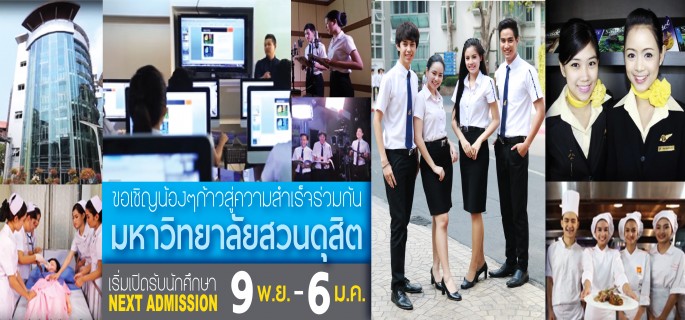 ขอเชิญน้องๆก้าวสู่ความสำเร็จร่วมกัน
มหาวิทยาลัยสวนดุสิต
เริ่มเปิดรับนักศึกษา
NEXT ADMISSION
9 พ.ย. - 6 ม.ค.